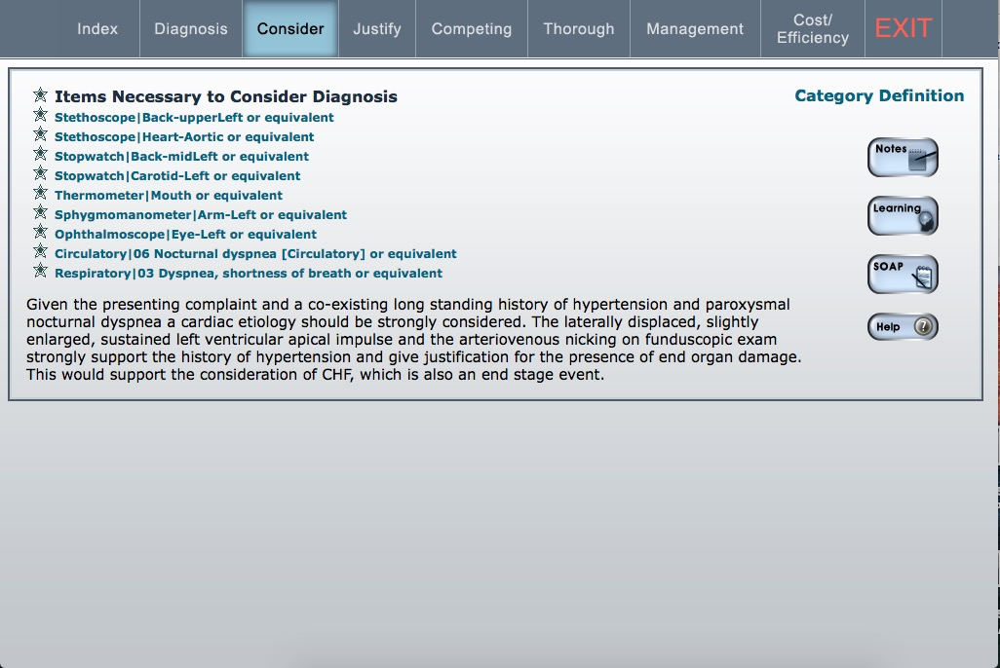 Index Diagnosis Consider Justify Competing Thorough Management Cost/ Efficiency EXIT
Items Necessary to Consider Diagnosis
Category Definition
Stethoscope|Back-upperLeft or equivalent
Stethoscope|Heart-Aortic or equivalent
Stopwatch|Back-midLeft or equivalent
Stopwatch|Carotid-Left or equivalent
Thermometer|Mouth or equivalent
Sphygmomanometer|Arm-Left or equivalent
Ophthalmoscope|Eye-Left or equivalent
Circulatory|06 Nocturnal dyspnea [Circulatory] or equivalent
Respiratory|03 Dyspnea, shortness of breath or equivalent
Given the presenting complaint and a co-existing long standing history of hypertension and paroxysmal
nocturnal dyspnea a cardiac etiology should be strongly considered. The laterally displaced, slightly
enlarged, sustained left ventricular apical impulse and the arteriovenous nicking on funduscopic exam
strongly support the history of hypertension and give justification for the presence of end organ damage.
This would support the consideration of CHF, which is also an end stage event.
Notes
Learning
SOAP
Help ?